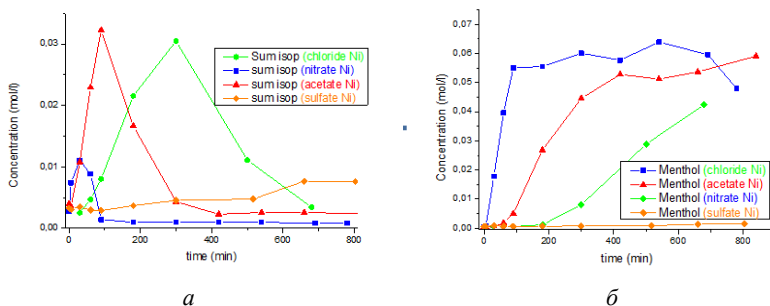 0,03
0,02
0,01
0,00
Concentration (mol/l)
Sum isop (chloride Ni)
sum isop (nitrate Ni)
sum isop (acetate Ni)
sum isop (sulfate Ni)
0
200
400
600
800
time (min)
а
0,07
0,06
0,05
0,04
0,03
0,02
0,01
0,00
Concentration (mol/l)
Menthol (chloride Ni)
Menthol (acetate Ni)
Menthol (nitrate Ni)
Menthol (sulfate Ni)
0
200
400
600
800
time (min)
б